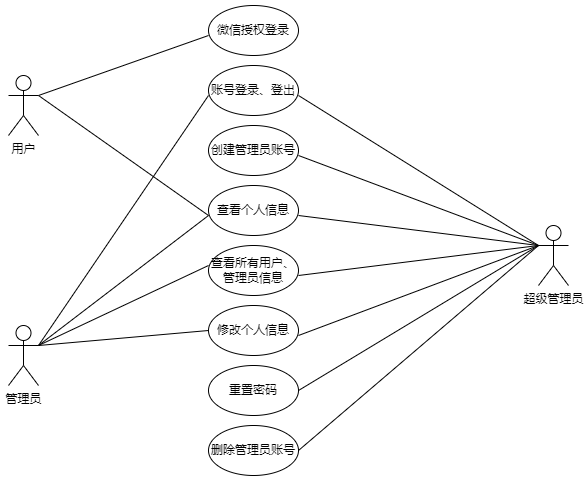 微信授权登录
账号登录、登出
用户
创建管理员账号
查看个人信息
查看所有用户、
管理员信息
超级管理员
修改个人信息
重置密码
管理员
删除管理员账号